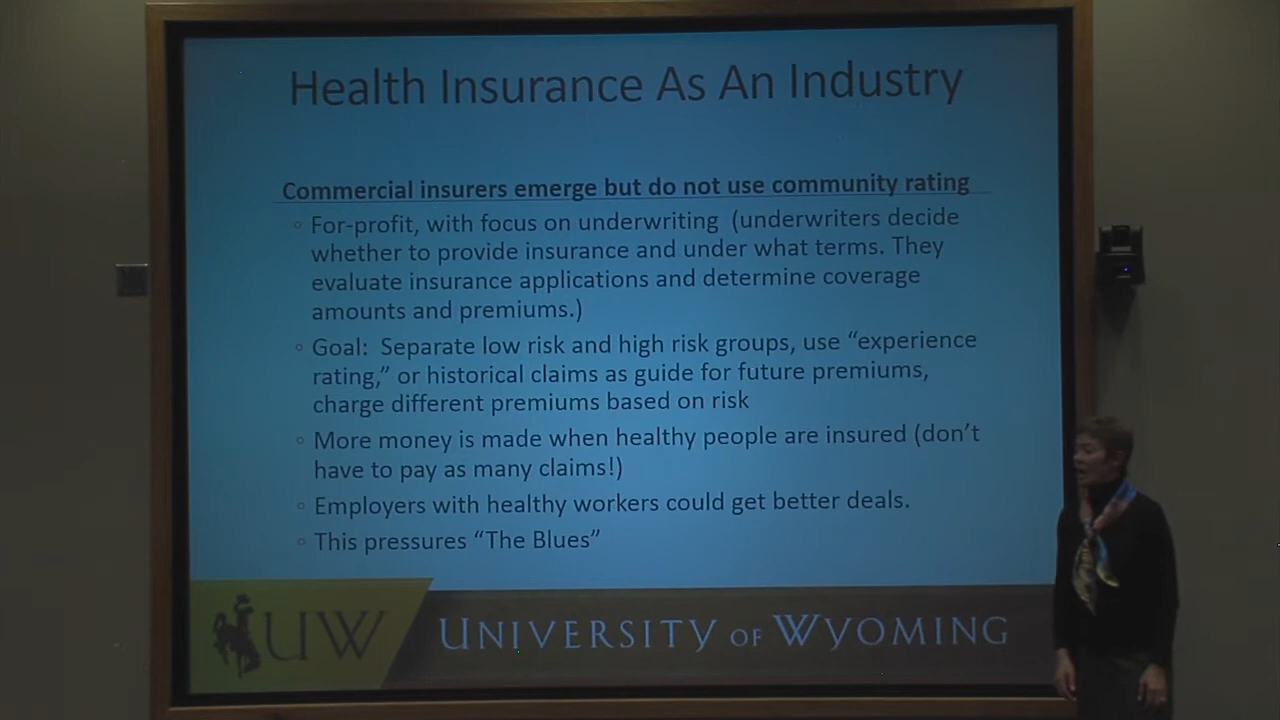 Health Insurance As An Industry
Commercial insurers emerge but do not use community rating
◦ For-profit, with focus on underwriting (underwriters decide
whether to provide insurance and under what terms. They
evaluate insurance applications and determine coverage
amounts and premiums.)
◦ Goal: Separate low risk and high risk groups, use “experience
rating,” or historical claims as guide for future premiums,
charge different premiums based on risk
◦ More money is made when healthy people are insured (don’t
have to pay as many claims!)
◦ Employers with healthy workers could get better deals.
◦ This pressures “The Blues”
UW UNIVERSITY OF WYOMING